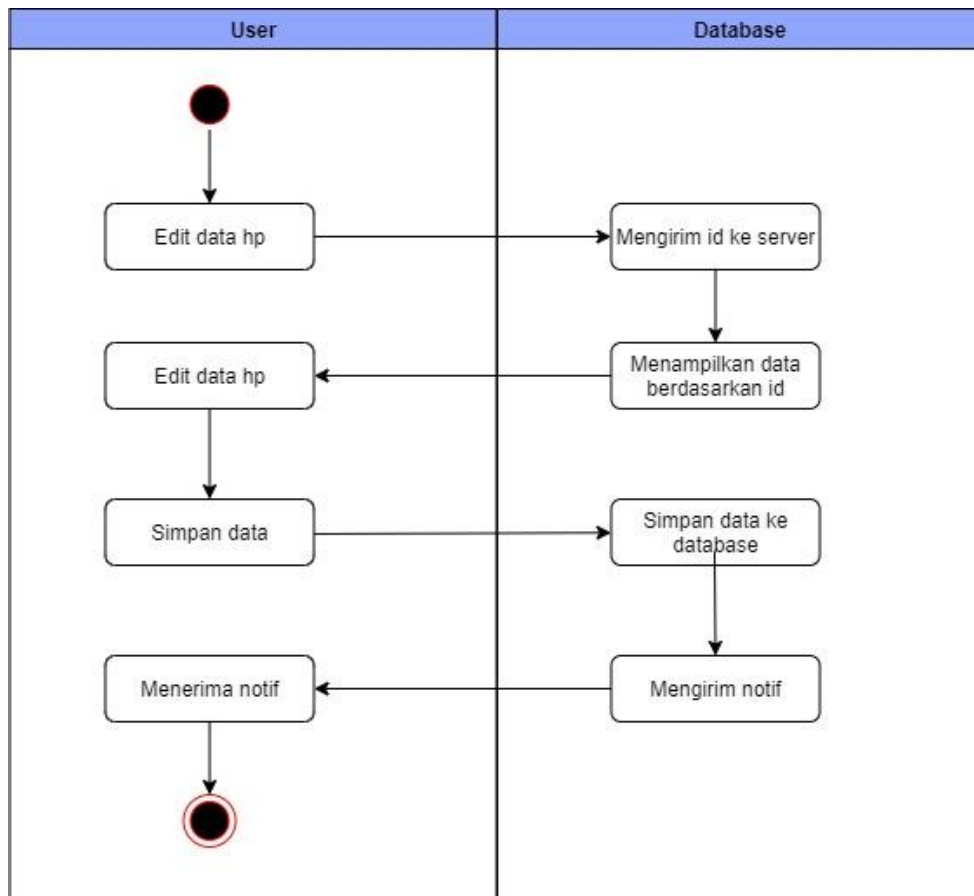 User
Database
Edit data hp
Mengirim id ke server
Edit data hp
Menampilkan data
berdasarkan id
Simpan data
Simpan data ke
database
Menerima notif
Mengirim notif